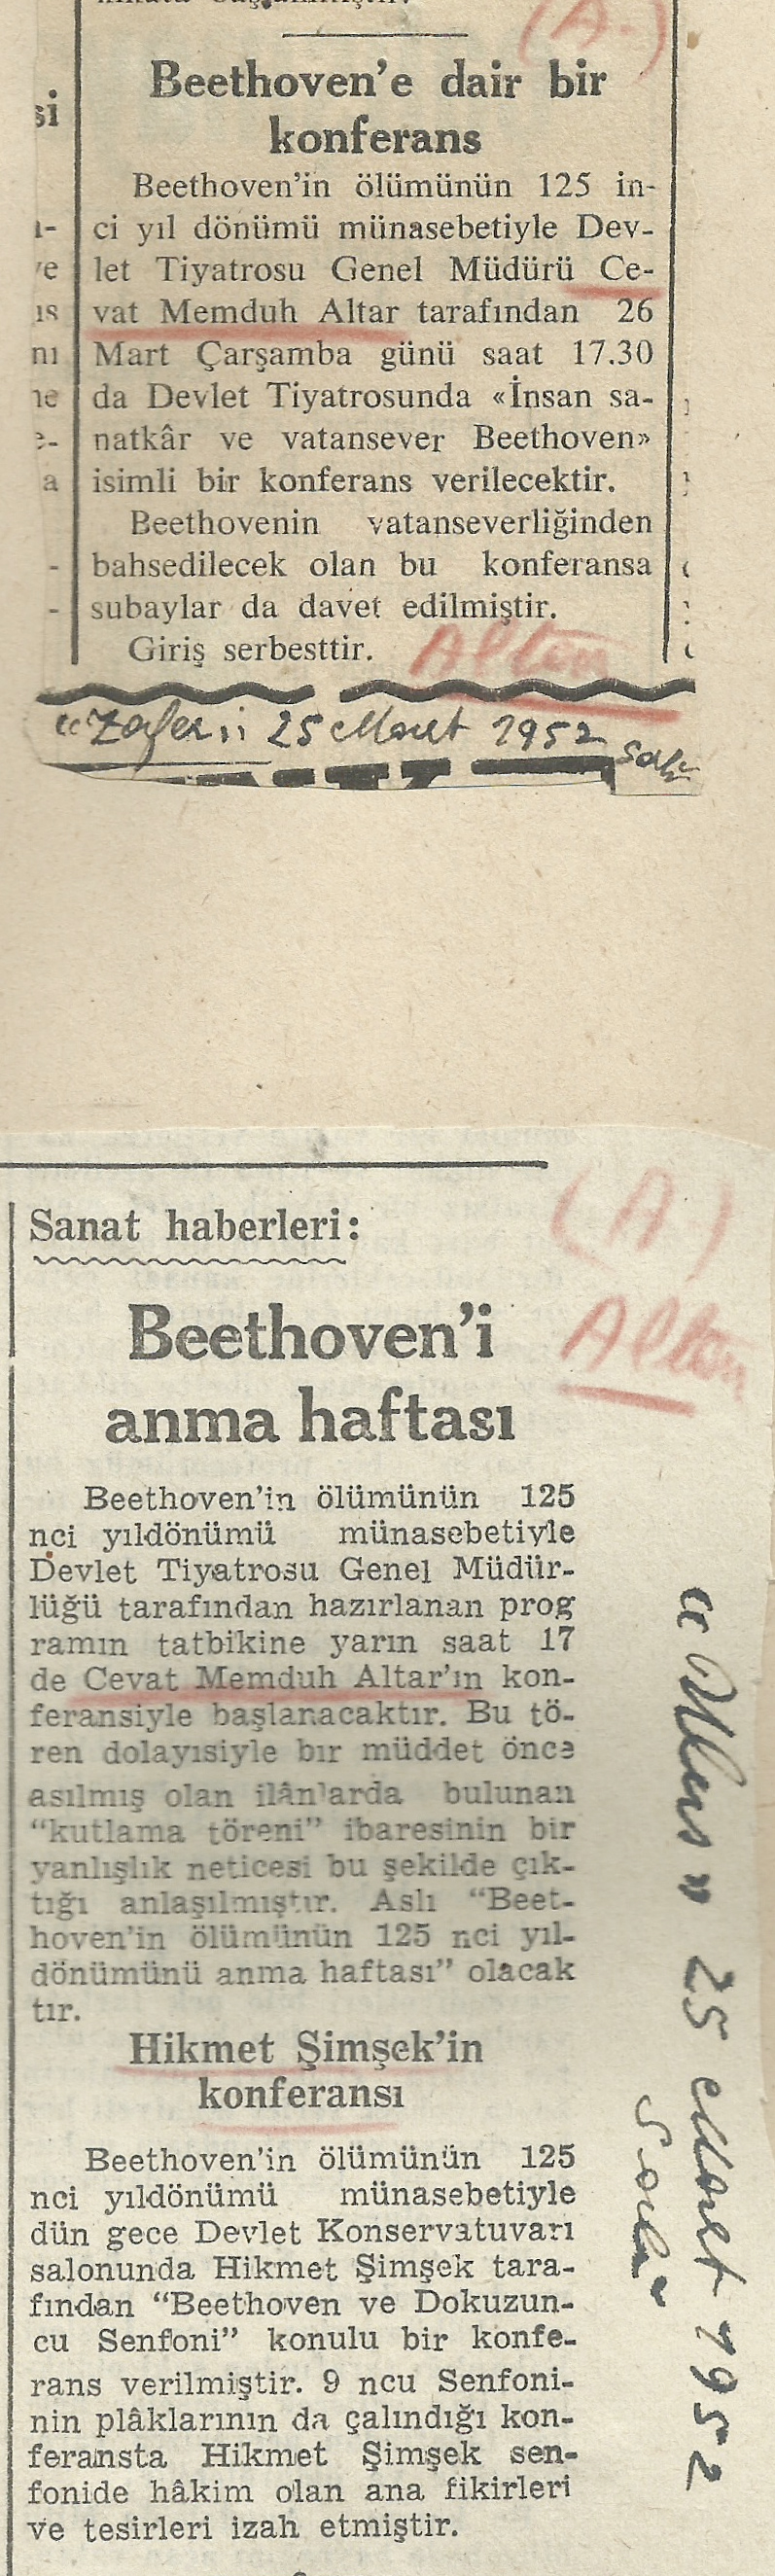 (A.)
Beethoven'e dair bir
konferans
Beethoven'in ölümünün 125 in-
ci yıl dönümü münasebetiyle Dev-
let Tiyatrosu Genel Müdürü Ce-
vat Memduh Altar tarafından 26
Mart Çarşamba günü saat 17.30
da Devlet Tiyatrosunda «İnsan sa-
natkâr ve vatansever Beethoven»
isimli bir konferans verilecektir.
Beethovenin vatanseverliğinden
bahsedilecek olan bu konferansa
subaylar da davet edilmiştir.
Giriş serbesttir.
Altar
"Zafer" 25 Mart 1952
Salı
(A)
Sanat haberleri:
Altar
Beethoven'i
anma haftası
Beethoven'in ölümünün 125
nci yıldönümü münasebetiyle
Devlet Tiyatrosu Genel Müdür-
lüğü tarafından hazırlanan prog
ramın tatbikine yarın saat 17
de Cevat Memduh Altar'ın kon-
feransiyle başlanacaktır. Bu tö-
ren dolayısiyle bir müddet önce
asılmış olan ilân'arda bulunan
"kutlama töreni" ibaresinin bir
yanlışlık neticesi bu şekilde çık-
tığı anlaşılmıştır. Aslı "Beet-
hoven'in ölümünün 125 nci yıl-
dönümünü anma haftası" olacak
tır.
Hikmet Şimşek'in
konferansı
Beethoven'in ölümünün 125
nci yıldönümü münasebetiyle
dün gece Devlet Konservatuvarı
salonunda Hikmet Şimşek tara-
fından "Beethoven ve Dokuzun-
cu Senfoni" konulu bir konfe-
rans verilmiştir. 9 ncu Senfoni-
nin plâklarının da çalındığı kon-
feransta Hikmet Şimşek sen-
fonide hâkim olan ana fikirleri
ve tesirleri izah etmiştir.
"Ulus" 25 Mart 1952
Salı